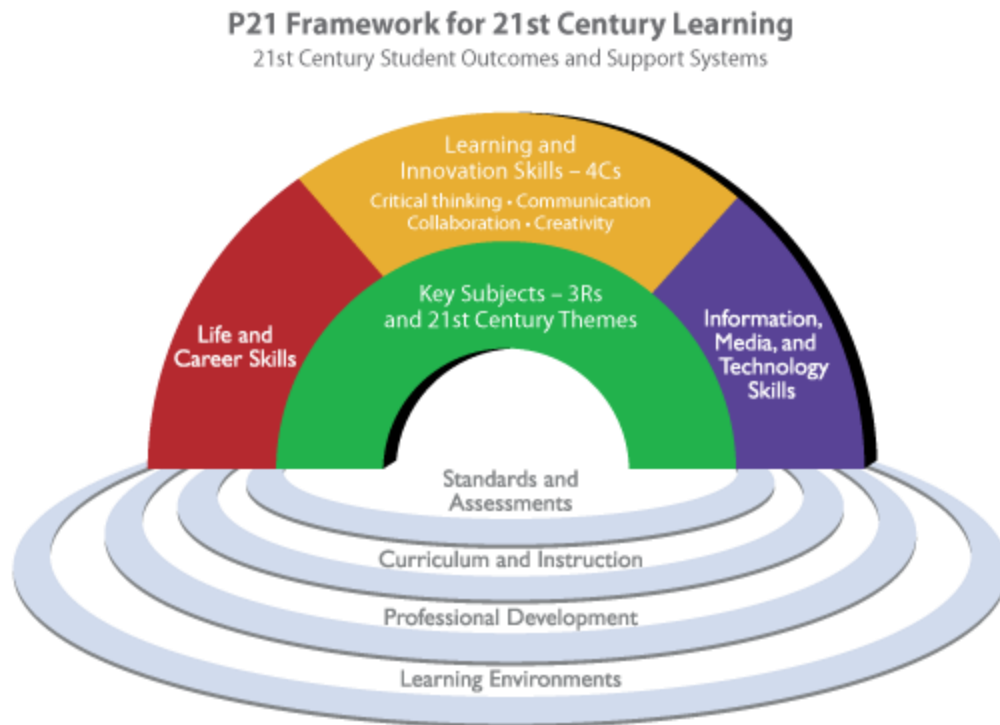 P21 Framework for 21st Century Learning
21st Century Student Outcomes and Support Systems
Learning and
Innovation Skills – 4Cs
Critical thinking • Communication
Collaboration • Creativity
Key Subjects – 3Rs
and 21st Century Themes
Life and
Career Skills
Information,
Media, and
Technology
Skills
Standards and
Assessments
Curriculum and Instruction
Professional Development
Learning Environments